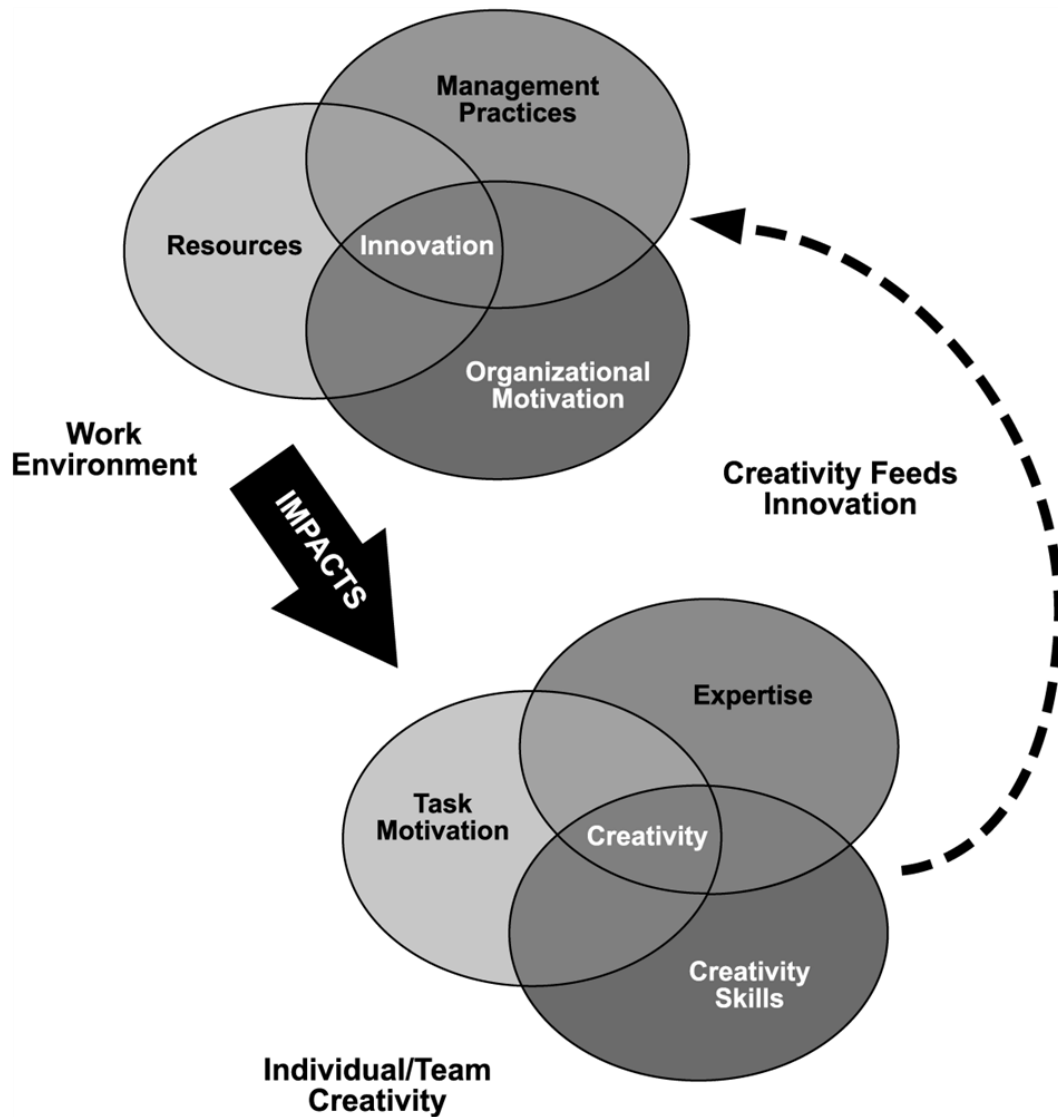 Management
Practices
Resources
Innovation
Organizational
Motivation
Work
Environment
IMPACTS
Creativity Feeds
Innovation
Expertise
Task
Motivation
Creativity
Creativity
Skills
Individual/Team
Creativity